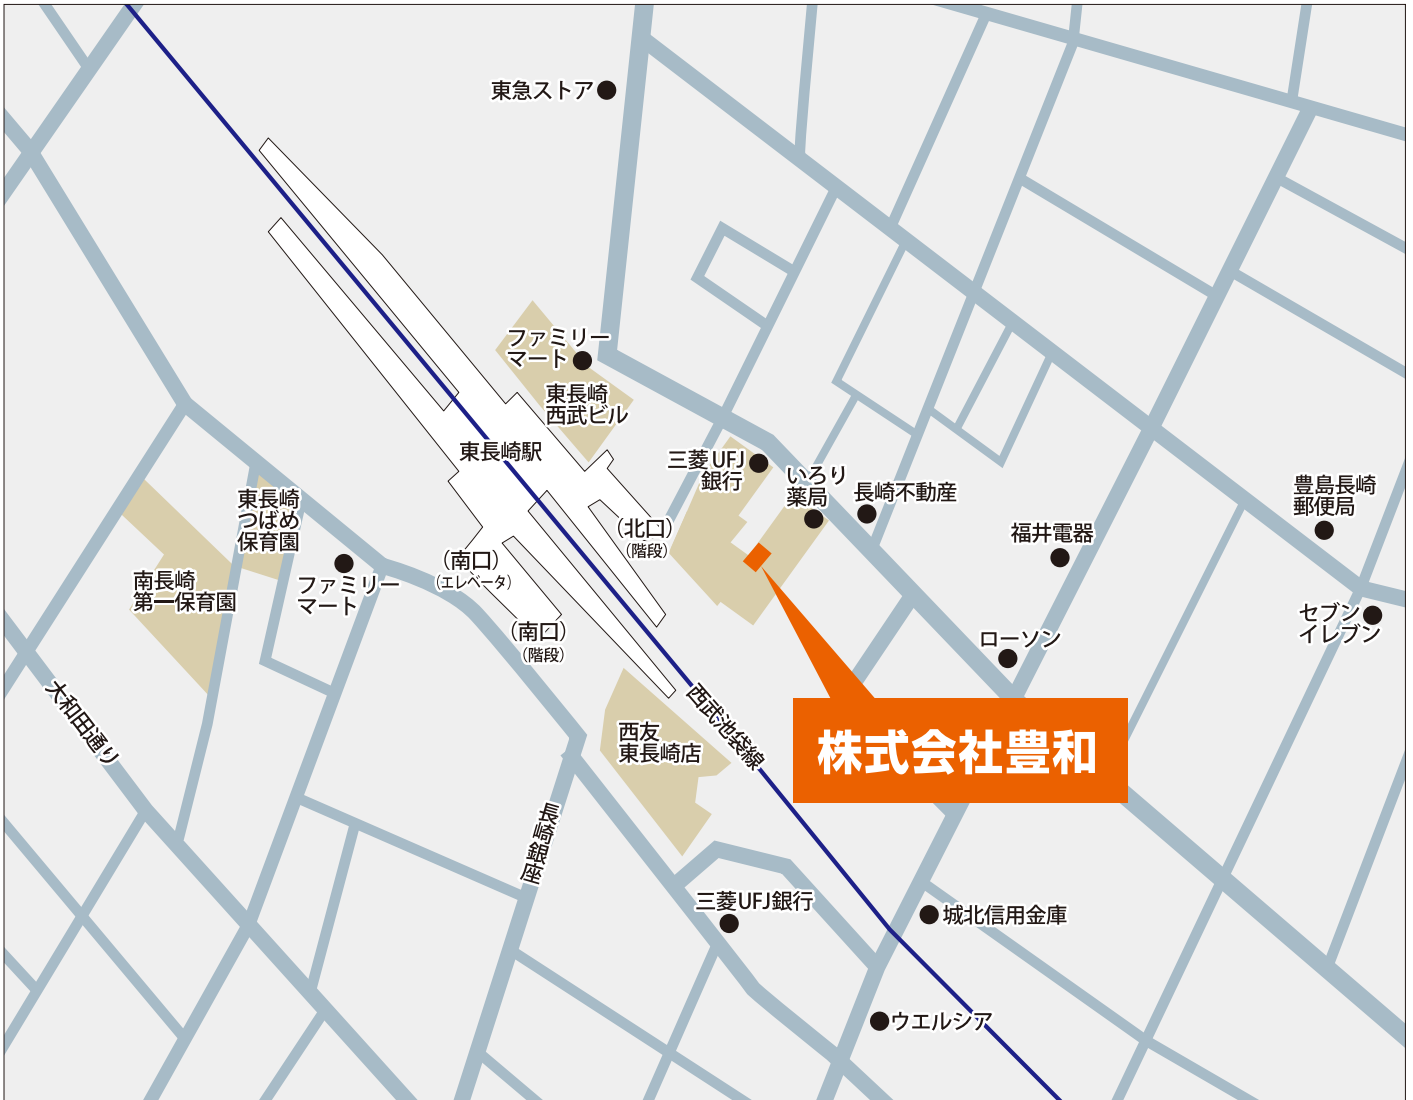 東急ストア
ファミリー
マート
東長崎
西武ビル
東長崎駅
三菱UFJ
銀行
いろり
薬局
長崎不動産
豊島長崎
郵便局
東長崎
つばめ
保育園
(北口)
(階段)
福井電器
(南口)
(エレベータ)
南長崎
第一保育園
ファミリー
マート
セブン
イレブン
(南口)
(階段)
ローソン
大和田通り
西武池袋線
西友
東長崎店
株式会社豊和
長崎銀座
三菱UFJ銀行
城北信用金庫
ウエルシア